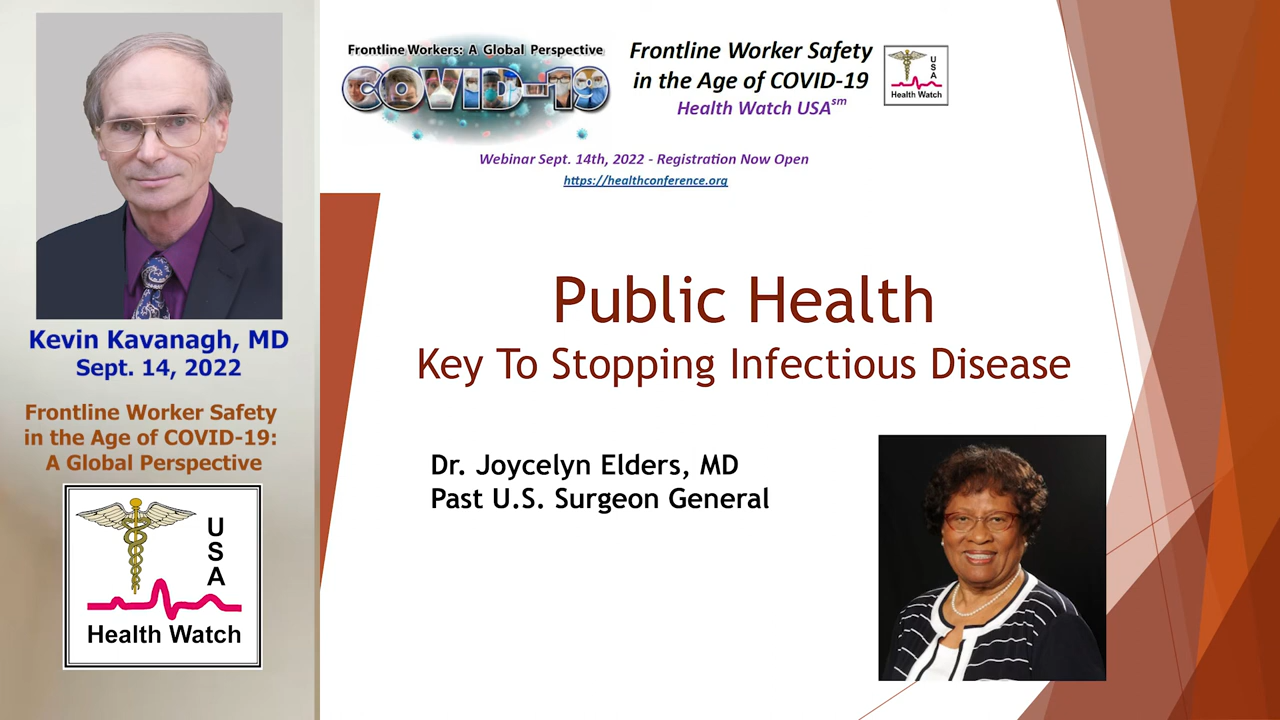 Kevin Kavanagh, MD
Sept. 14, 2022
Frontline Worker Safety
in the Age of COVID-19:
A Global Perspective
USA
Health Watch
Frontline Workers: A Global Perspective
COVID-19
Frontline Worker Safety
in the Age of COVID-19
Health Watch USAsm
USA
Health Watch
Webinar Sept. 14th, 2022 - Registration Now Open
https://healthconference.org
Public Health
Key To Stopping Infectious Disease
Dr. Joycelyn Elders, MD
Past U.S. Surgeon General